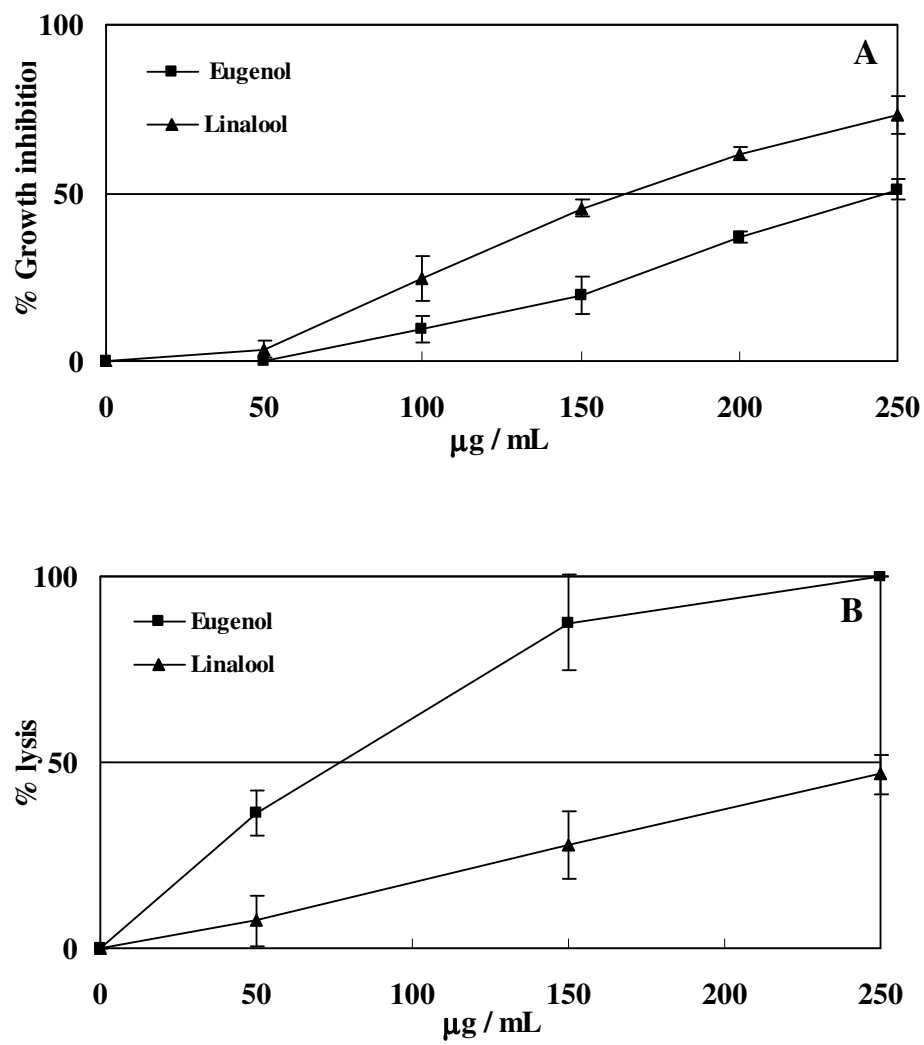 100
A
Eugenol
Linalool
% Growth inhibition
50
0
0 50 100 150 200 250
µg / mL
100
B
Eugenol
Linalool
% lysis
50
0
0 50 100 150 200 250
µg / mL